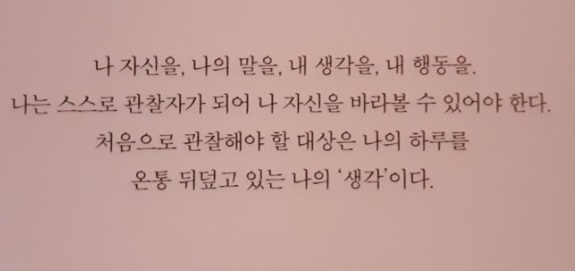 나 자신을, 나의 말을, 내 생각을, 내 행동을.
나는 스스로 관찰자가 되어 나 자신을 바라볼 수 있어야 한다.
처음으로 관찰해야 할 대상은 나의 하루를
온통 뒤덮고 있는 나의 ‘생각’이다.